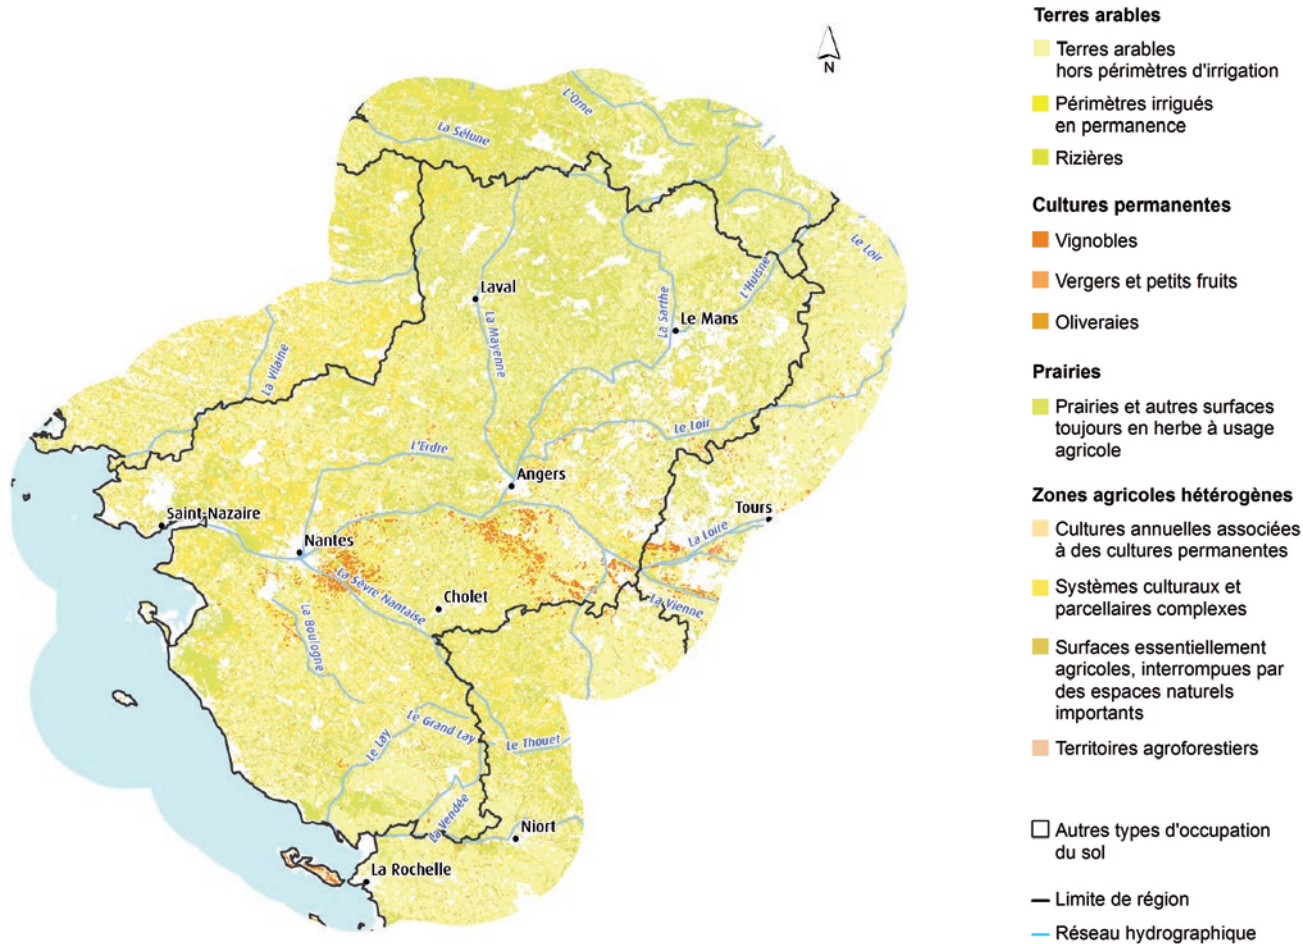 N
L'Orne
La Sélune
Le Loir
L'Huisne
La Sarthe
Laval
Le Mans
La Mayenne
La Vilaine
Le Loir
L'Erdre
Angers
Tours
Saint-Nazaire
Nantes
La Loire
La Sèvre Nantaise
Cholet
La Vienne
La Boulogne
Le Grand Lay
Le Lay
Le Thouet
La Vendée
Niort
La Rochelle
Terres arables
Terres arables
hors périmètres d'irrigation
Périmètres irrigués
en permanence
Rizières
Cultures permanentes
Vignobles
Vergers et petits fruits
Oliveraies
Prairies
Prairies et autres surfaces
toujours en herbe à usage
agricole
Zones agricoles hétérogènes
Cultures annuelles associées
à des cultures permanentes
Systèmes culturaux et
parcellaires complexes
Surfaces essentiellement
agricoles, interrompues par
des espaces naturels
importants
Territoires agroforestiers
Autres types d'occupation
du sol
Limite de région
Réseau hydrographique